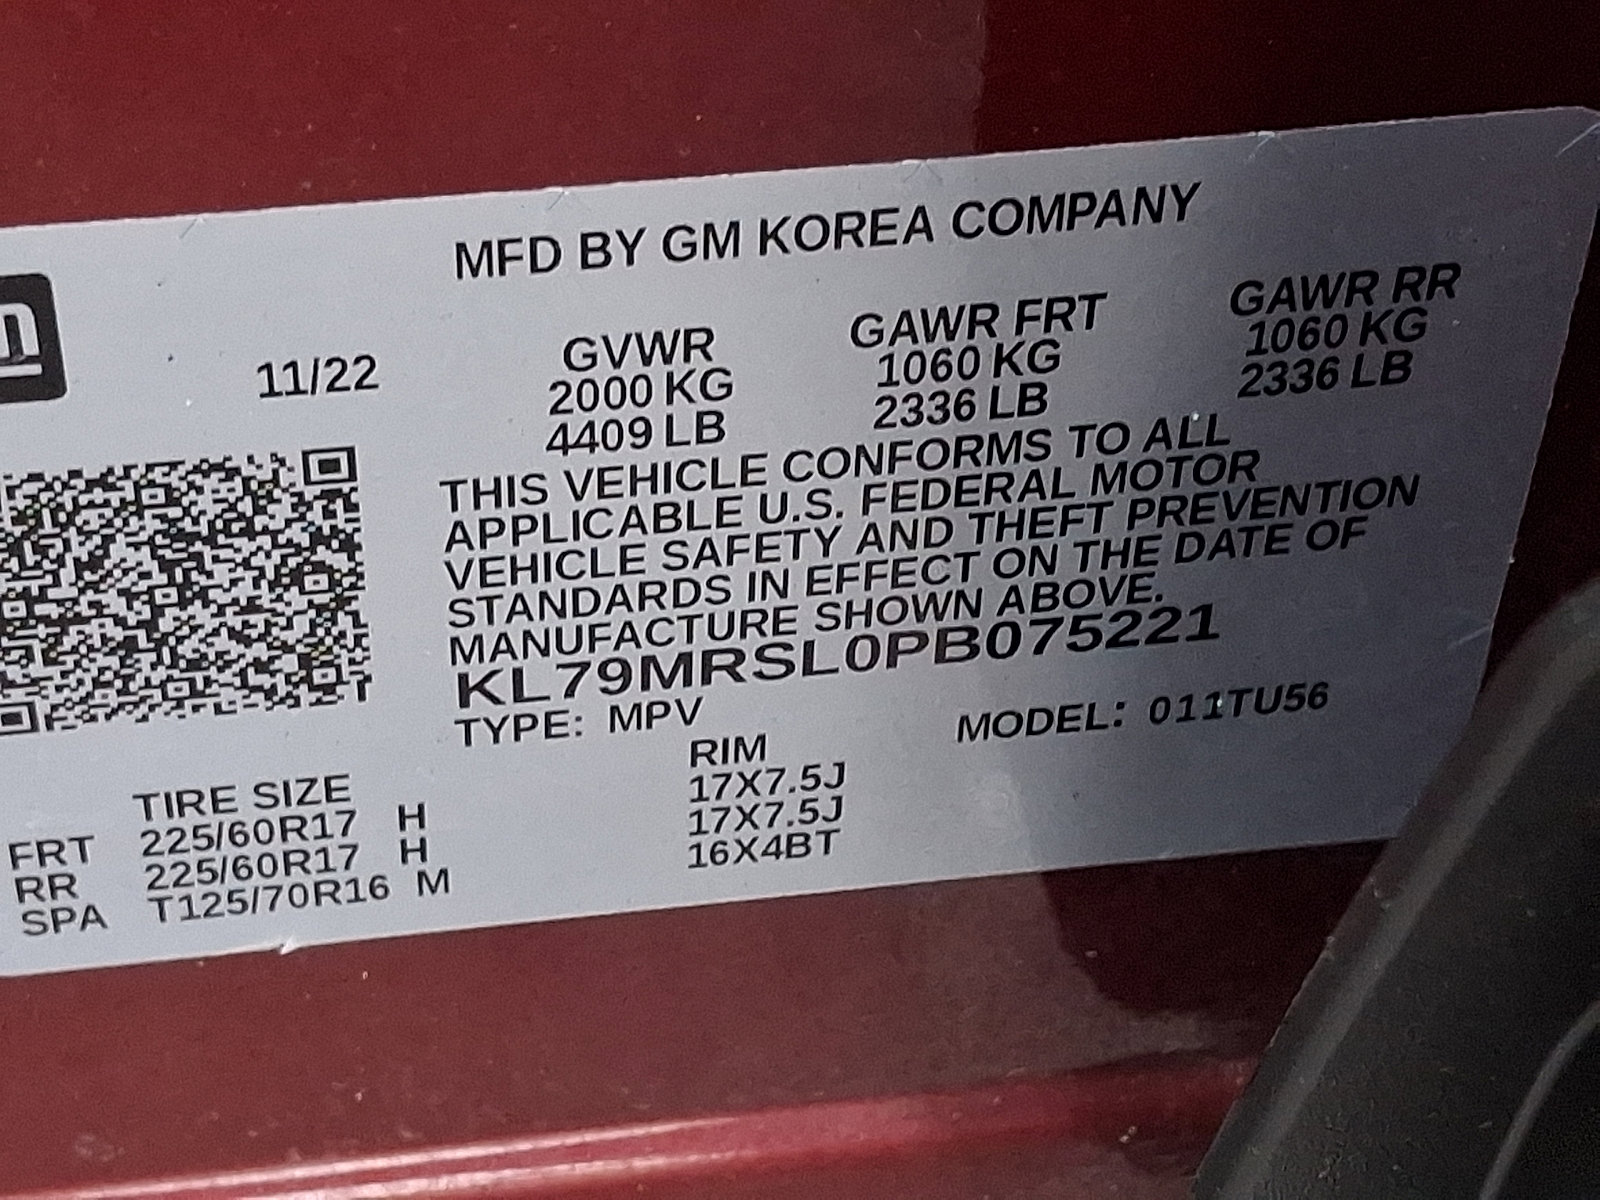 MFD BY GM KOREA COMPANY
11/22
GVWR GAWR FRT GAWR RR
2000 KG 1060 KG 1060 KG
4409 LB 2336 LB 2336 LB
THIS VEHICLE CONFORMS TO ALL
APPLICABLE U.S. FEDERAL MOTOR
VEHICLE SAFETY AND THEFT PREVENTION
STANDARDS IN EFFECT ON THE DATE OF
MANUFACTURE SHOWN ABOVE.
KL79MRSL0PB075221
TYPE: MPV MODEL: 011TU56
TIRE SIZE RIM
FRT 225/60R17 H 17X7.5J
RR 225/60R17 H 17X7.5J
SPA T125/70R16 M 16X4BT